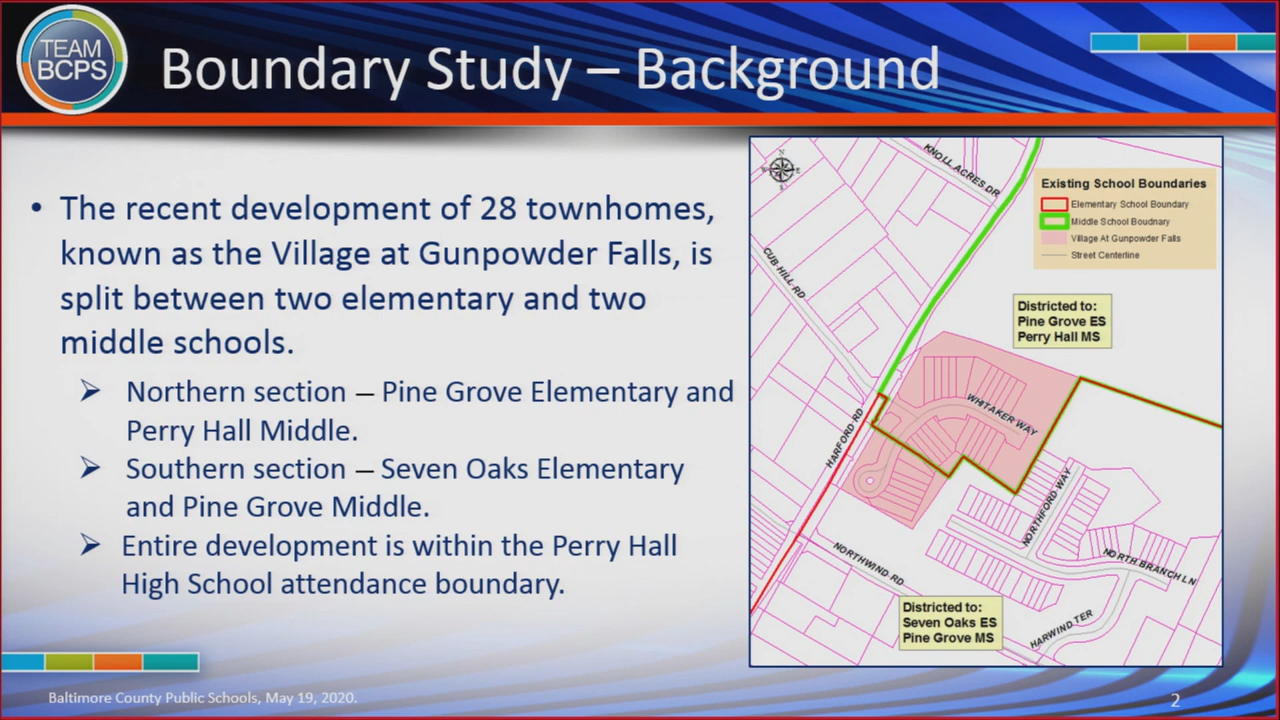 TEAM
BCPS
Boundary Study – Background
• The recent development of 28 townhomes,
known as the Village at Gunpowder Falls, is
split between two elementary and two
middle schools.
➢ Northern section – Pine Grove Elementary and
Perry Hall Middle.
➢ Southern section – Seven Oaks Elementary
and Pine Grove Middle.
➢ Entire development is within the Perry Hall
High School attendance boundary.
N
KNOLL ACRES DR
Existing School Boundaries
Elementary School Boundary
Middle School Boudnary
Village At Gunpowder Falls
Street Centerline
CUB HILL RD
Districted to:
Pine Grove ES
Perry Hall MS
WHITAKER WAY
HARFORD RD
NORTHFORD WAY
NORTHWIND RD
NORTH BRANCH LN
Districted to:
Seven Oaks ES
Pine Grove MS
HARWIND TER
Baltimore County Public Schools, May 19, 2020.
2